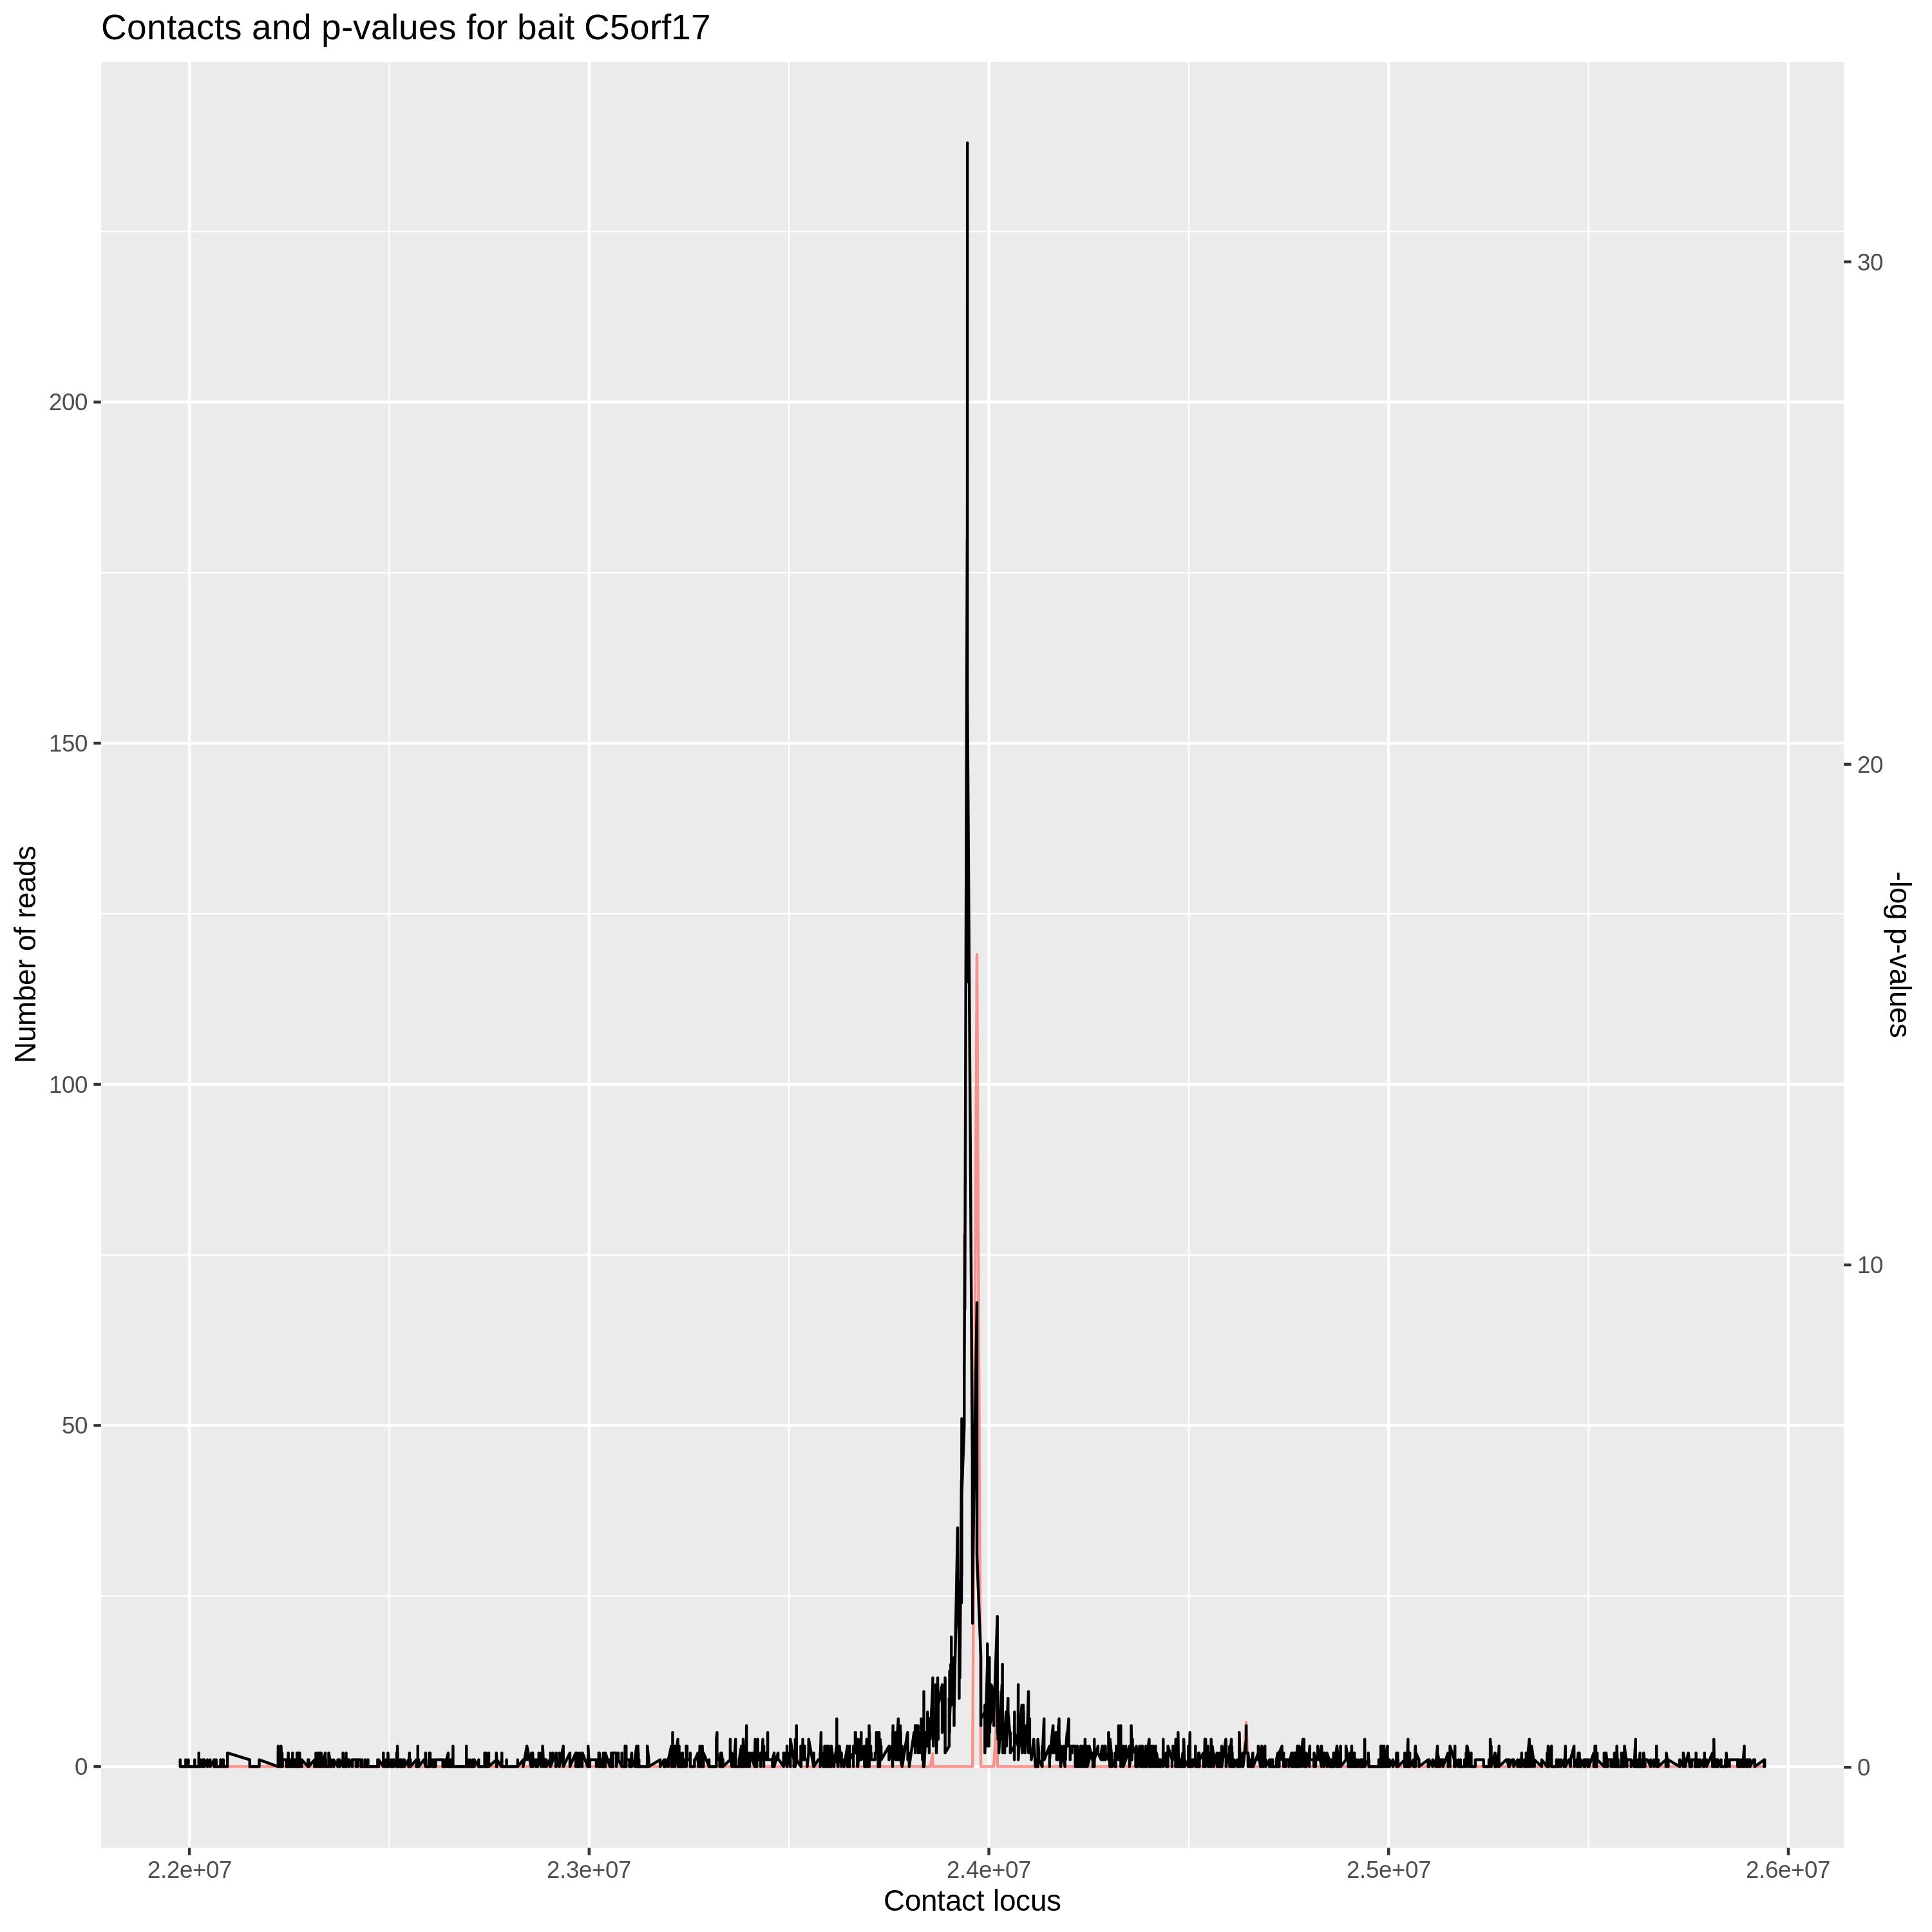 Contacts and p-values for bait C5orf17
Number of reads
200
150
100
50
0
30
20
10
0
-log p-values
2.2e+07
2.3e+07
2.4e+07
2.5e+07
2.6e+07
Contact locus